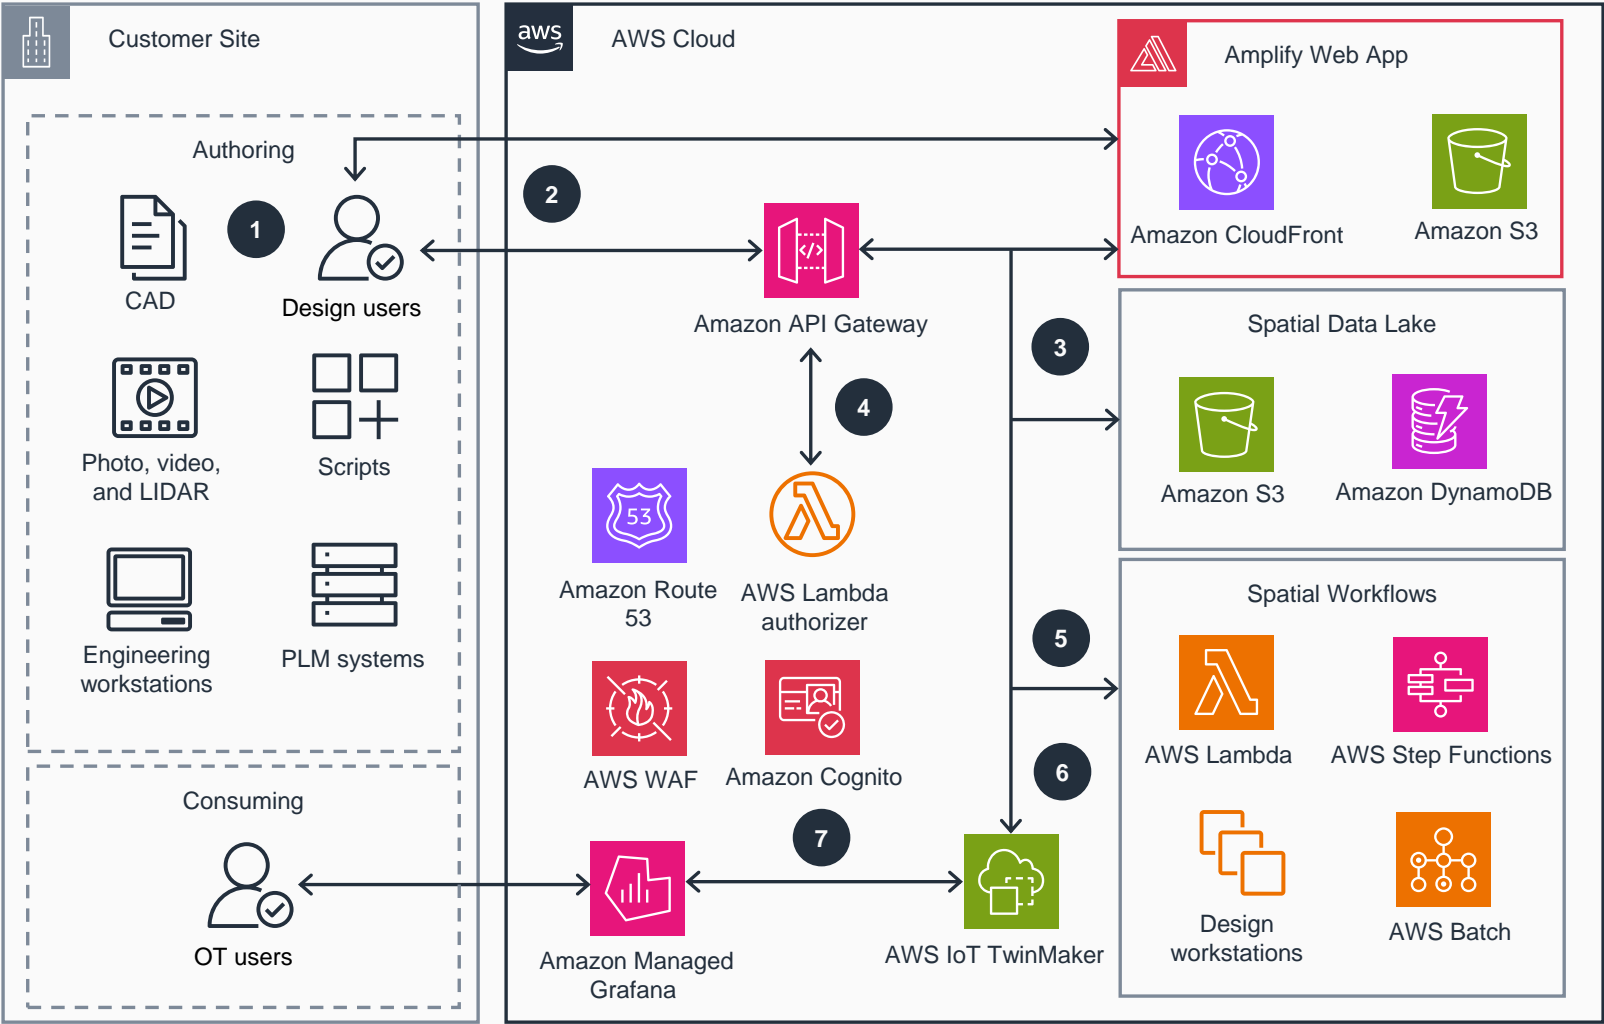 Customer Site
aws
AWS Cloud
Amplify Web App
Authoring
1
2
CAD
Design users
Amazon CloudFront
Amazon S3
Amazon API Gateway
Photo, video,
and LIDAR
Scripts
3
Spatial Data Lake
4
Amazon S3
Amazon DynamoDB
53
Amazon Route
53
AWS Lambda
authorizer
Engineering
workstations
PLM systems
5
Spatial Workflows
AWS Lambda
AWS Step Functions
AWS WAF
Amazon Cognito
6
Consuming
7
OT users
Amazon Managed
Grafana
AWS IoT TwinMaker
Design
workstations
AWS Batch